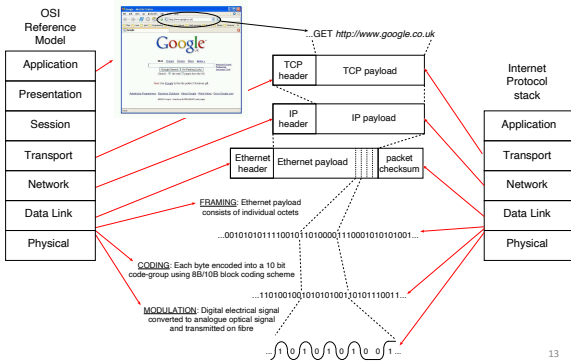 OSI
Reference
Model
Application
Presentation
Session
Transport
Network
Data Link
Physical
Google
...GET http://www.google.co.uk
TCP
header
TCP payload
IP
header
IP payload
Ethernet
header
Ethernet payload
packet
checksum
FRAMING: Ethernet payload
consists of individual octets
...0010101011110010110100001110001010101001...
CODING: Each byte encoded into a 10 bit
code-group using 8B/10B block coding scheme
...110100100101010100110101110011...
MODULATION: Digital electrical signal
converted to analogue optical signal
and transmitted on fibre
... 1 0 1 0 1 0 1 0 0 1 ...
Internet
Protocol
stack
Application
Transport
Network
Data Link
Physical
13